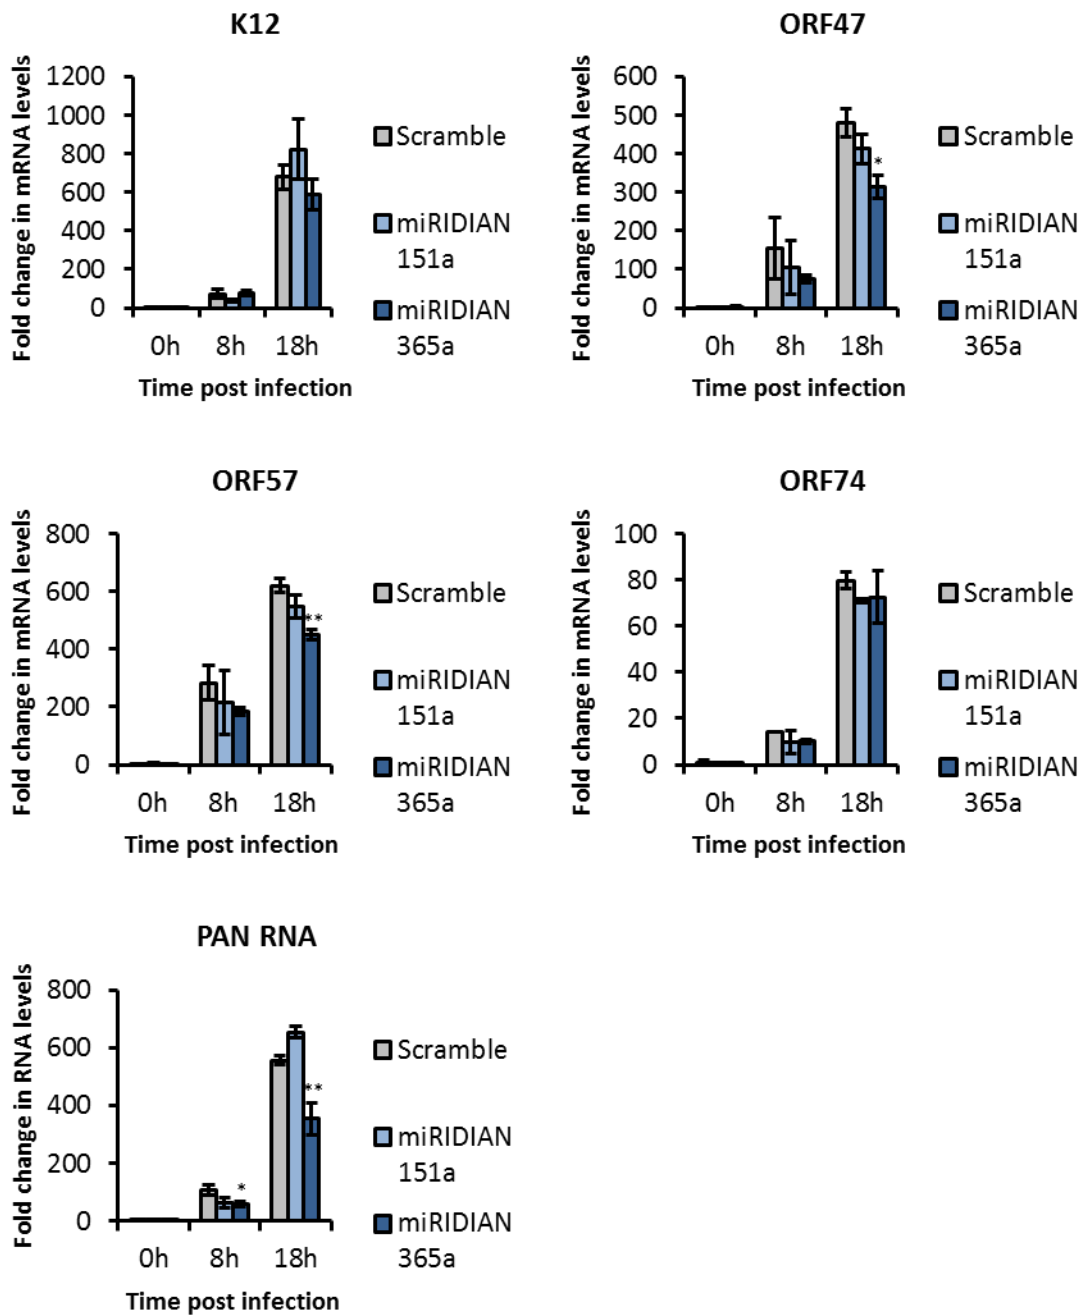 K12
Fold change in mRNA levels
1200
1000
800
600
400
200
0
0h 8h 18h
Time post infection
Scramble
miRIDIAN
151a
miRIDIAN
365a
ORF47
Fold change in mRNA levels
600
500
400
300
200
100
0
*
0h 8h 18h
Time post infection
Scramble
miRIDIAN
151a
miRIDIAN
365a
ORF57
Fold change in mRNA levels
800
600
400
200
0
**
0h 8h 18h
Time post infection
Scramble
miRIDIAN
151a
miRIDIAN
365a
ORF74
Fold change in mRNA levels
100
80
60
40
20
0
0h 8h 18h
Time post infection
Scramble
miRIDIAN
151a
miRIDIAN
365a
PAN RNA
Fold change in RNA levels
800
600
400
200
0
*
**
0h 8h 18h
Time post infection
Scramble
miRIDIAN
151a
miRIDIAN
365a